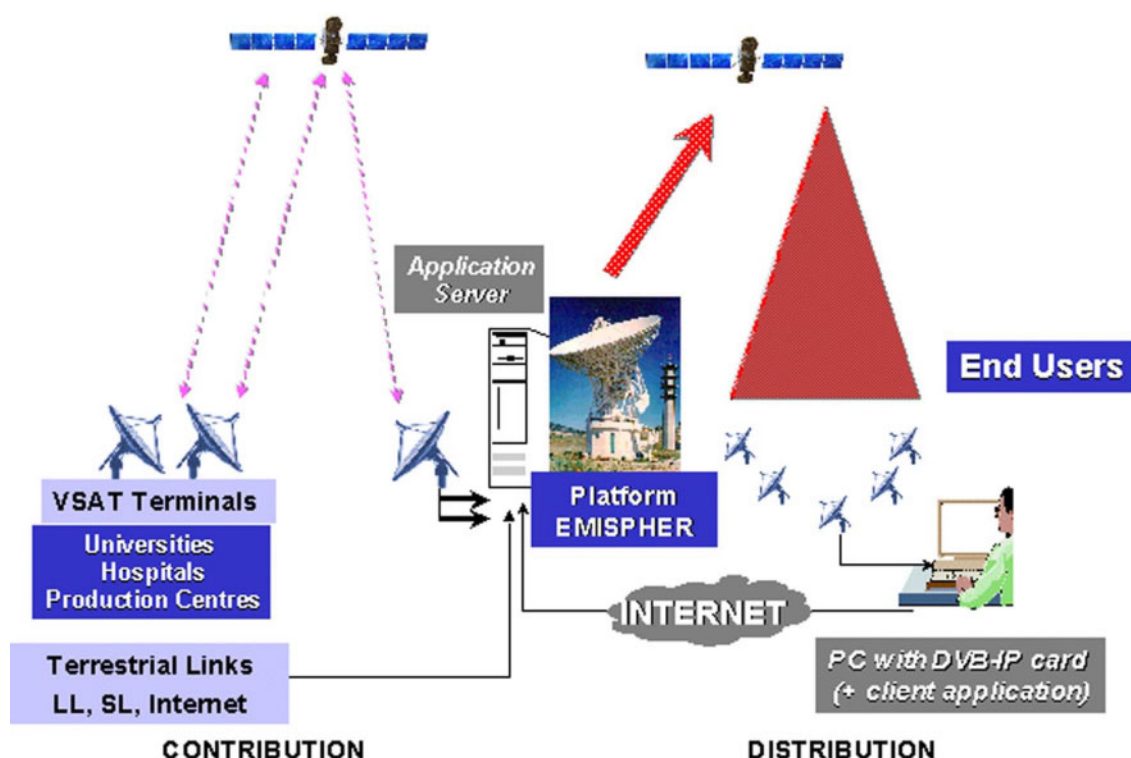 Application
Server
End Users
VSAT Terminals
Universities
Hospitals
Production Centres
Platform
EMISPHER
INTERNET
Terrestrial Links
LL, SL, Internet
PC with DVB-IP card
(+ client application)
CONTRIBUTION
DISTRIBUTION